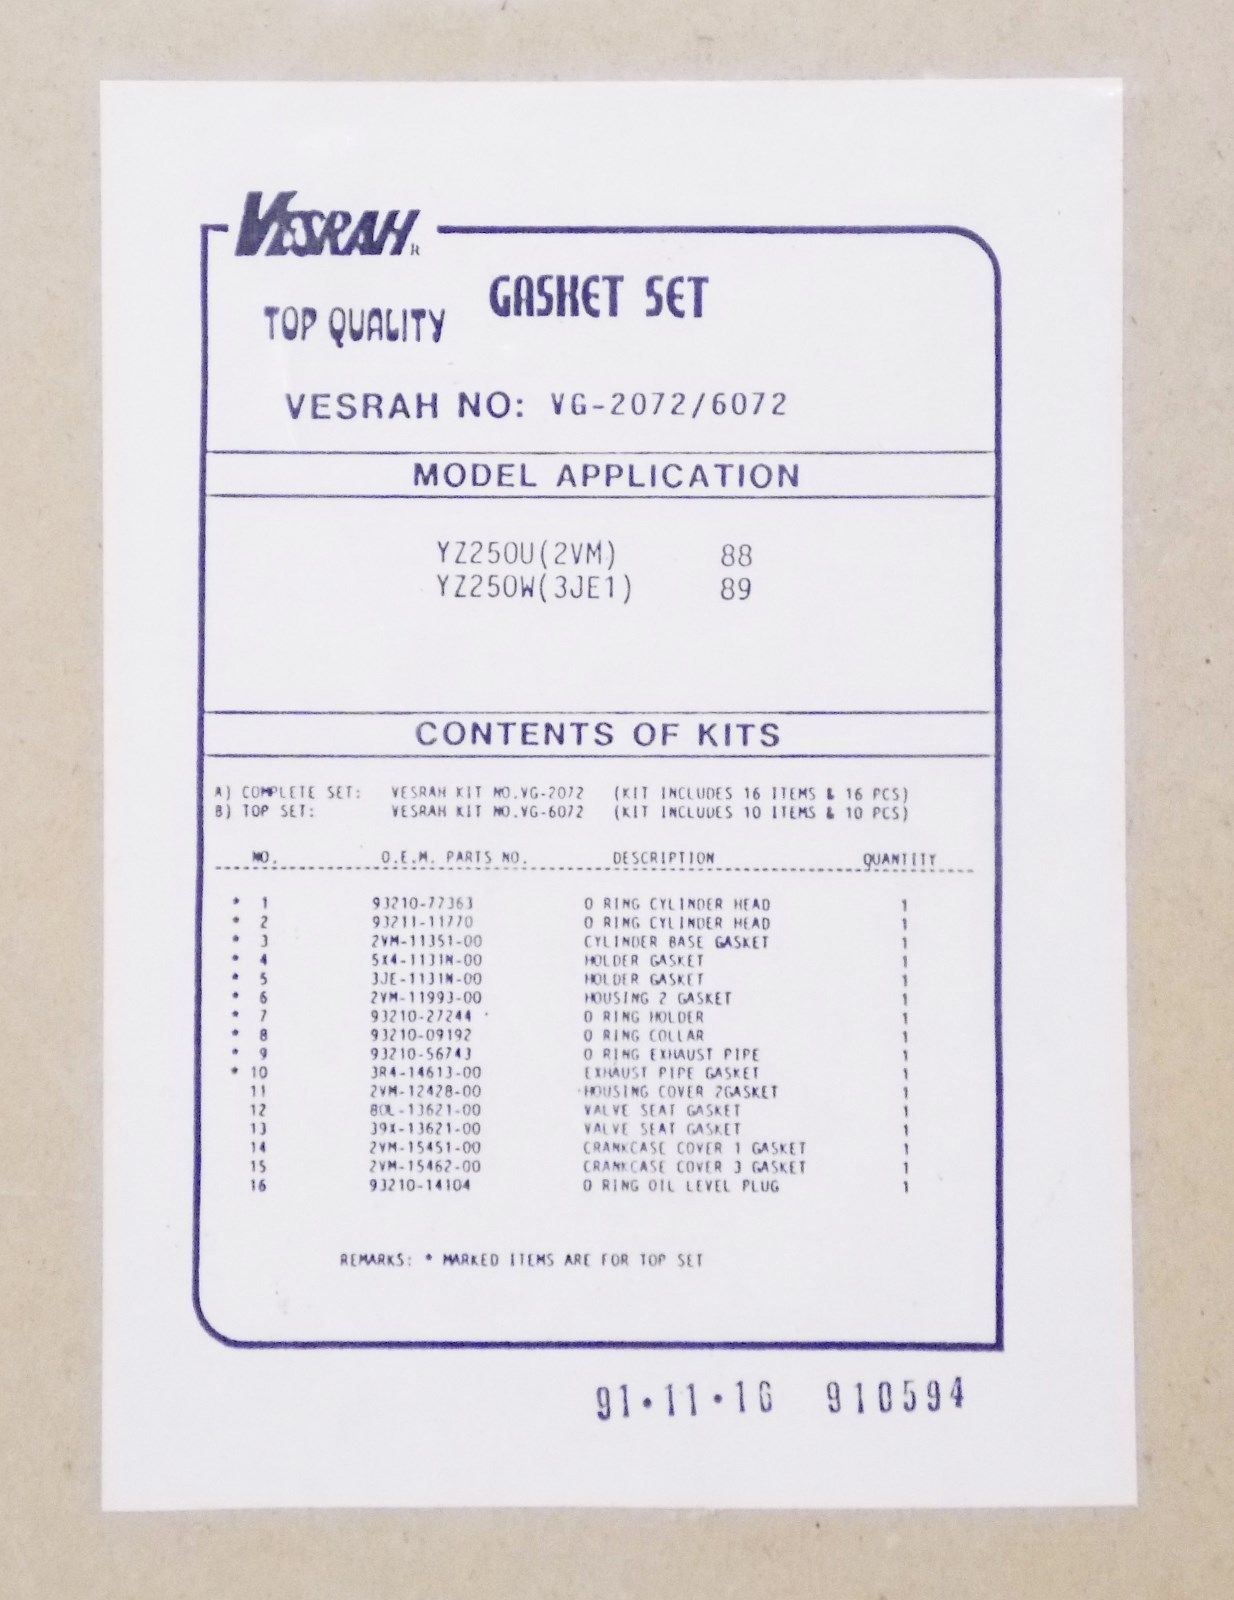 VESRAH R
GASKET SET
TOP QUALITY
VESRAH NO: VG-2072/6072
MODEL APPLICATION
YZ250U(2VM) 88
YZ250W(3JE1) 89
CONTENTS OF KITS
A) COMPLETE SET: VESRAH KIT NO.VG-2072 (KIT INCLUDES 16 ITEMS & 16 PCS)
B) TOP SET: VESRAH KIT NO.VG-6072 (KIT INCLUDES 10 ITEMS & 10 PCS)
NO. O.E.M. PARTS NO. DESCRIPTION QUANTITY
* 1 93210-77363 O RING CYLINDER HEAD 1
* 2 93211-11770 O RING CYLINDER HEAD 1
* 3 2VM-11351-00 CYLINDER BASE GASKET 1
* 4 5X4-1131N-00 HOLDER GASKET 1
* 5 3JE-1131N-00 HOLDER GASKET 1
* 6 2VM-11993-00 HOUSING 2 GASKET 1
* 7 93210-27244 O RING HOLDER 1
* 8 93210-09192 O RING COLLAR 1
* 9 93210-56743 O RING EXHAUST PIPE 1
* 10 3R4-14613-00 EXHAUST PIPE GASKET 1
11 2VM-12428-00 HOUSING COVER 2GASKET 1
12 80L-13621-00 VALVE SEAT GASKET 1
13 39X-13621-00 VALVE SEAT GASKET 1
14 2VM-15451-00 CRANKCASE COVER 1 GASKET 1
15 2VM-15462-00 CRANKCASE COVER 3 GASKET 1
16 93210-14104 O RING OIL LEVEL PLUG 1
REMARKS: * MARKED ITEMS ARE FOR TOP SET
91·11·16 910594